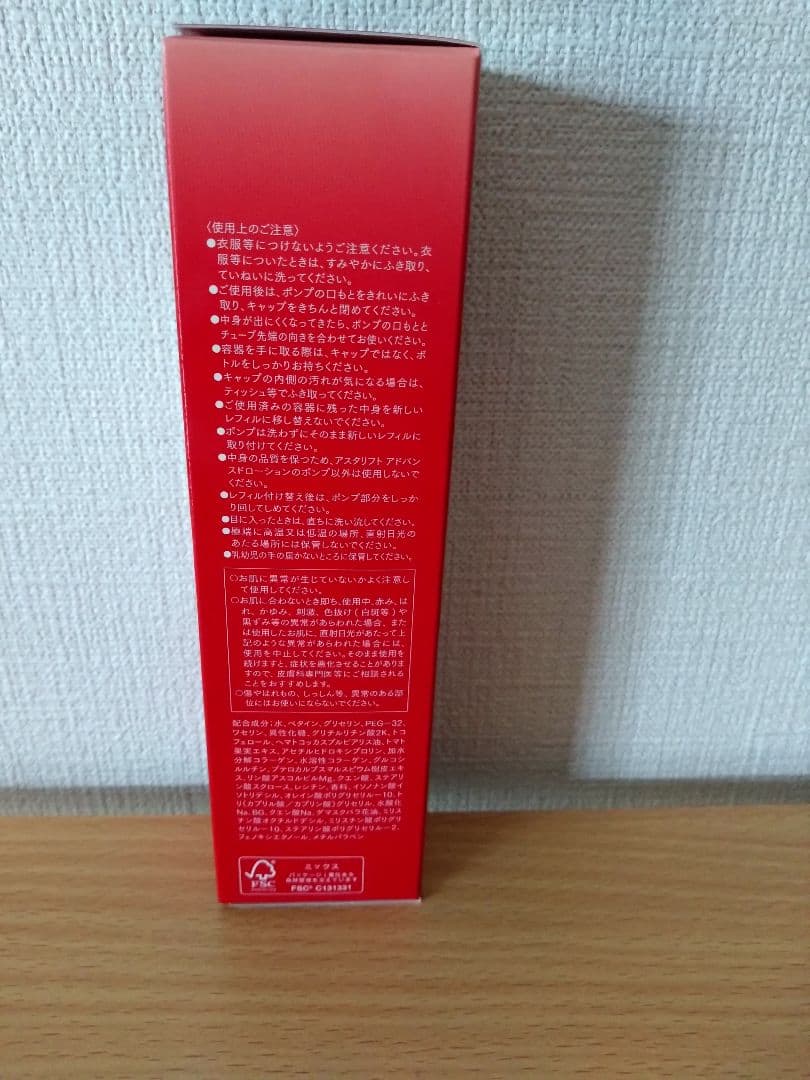 〈使用上のご注意〉
●衣服等につけないようご注意ください。衣
服等についたときは、すみやかにふき取り、
ていねいに洗ってください。
●ご使用後は、ポンプの口もとをきれいにふき
取り、キャップをきちんと閉めてください。
●中身が出にくくなってきたら、ポンプの口もとと
チューブ先端の向きを合わせてお使いください。
●容器を手に取る際は、キャップではなく、ボ
トルをしっかりお持ちください。
●キャップの内側の汚れが気になる場合は、
ティッシュ等でふき取ってください。
●ご使用済みの容器に残った中身を新しい
レフィルに移し替えないでください。
●ポンプは洗わずにそのまま新しいレフィルに
取り付けてください。
●中身の品質を保つため、アスタリフト アドバン
スドローションのポンプ以外は使用しないで
ください。
●レフィル付け替え後は、ポンプ部分をしっか
り回してしめてください。
●目に入ったときは、直ちに洗い流してください。
●極端に高温又は低温の場所、直射日光の
あたる場所には保管しないでください。
●乳幼児の手の届かないところに保管してください。
○お肌に異常が生じていないかよく注意し
て使用してください。
○お肌に合わないとき即ち、使用中、赤み、は
れ、かゆみ、刺激、色抜け(白斑等)や
黒ずみ等の異常があらわれた場合、また
は使用したお肌に、直射日光があたって上
記のような異常があらわれた場合には、
使用を中止してください。そのまま使用を
続けますと、症状を悪化させることがありま
すので、皮膚科専門医等にご相談される
ことをおすすめします。
○傷やはれもの、しっしん等、異常のある部
位にはお使いにならないでください。
配合成分:水、ベタイン、グリセリン、PEG-32、
ワセリン、異性化糖、グリチルリチン酸2K、トコ
フェロール、ヘマトコッカスプルビアリス油、トマト
果実エキス、アセチルヒドロキシプロリン、加水
分解コラーゲン、水溶性コラーゲン、グルコシ
ルルチン、プテロカルプスマルスピウム樹皮エキ
ス、リン酸アスコルビルMg、クエン酸、ステアリ
ン酸スクロース、レシチン、香料、イソノナン酸イ
ソトリデシル、オレイン酸ポリグリセリル-10、ト
リ(カプリル酸/カプリン酸)グリセリル、水酸化
Na、BG、クエン酸Na、ダマスクバラ花油、ミリス
チン酸オクチルドデシル、ミリスチン酸ポリグリ
セリル-10、ステアリン酸ポリグリセリル-2、
フェノキシエタノール、メチルパラベン
FSC
ミックス
FSC® C131331